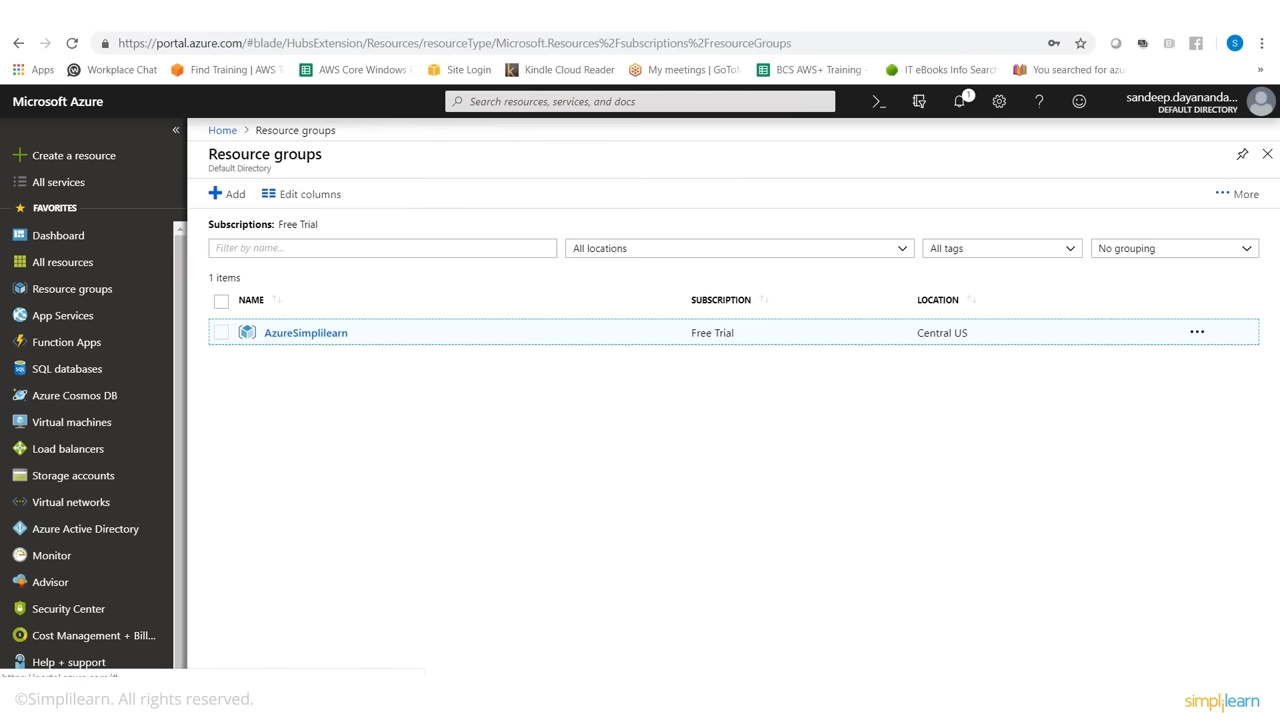 https://portal.azure.com/#blade/HubsExtension/Resources/resourceType/Microsoft.Resources%2Fsubscriptions%2FresourceGroups
S
Apps Workplace Chat Find Training | AWS AWS Core Windows Site Login Kindle Cloud Reader My meetings | GoTo BCS AWS+ Training - IT eBooks Info Searc You searched for azu »
Microsoft Azure
Search resources, services, and docs
1
sandeep.dayananda...
DEFAULT DIRECTORY
«
Create a resource
All services
FAVORITES
Dashboard
All resources
Resource groups
App Services
Function Apps
SQL databases
Azure Cosmos DB
Virtual machines
Load balancers
Storage accounts
Virtual networks
Azure Active Directory
Monitor
Advisor
Security Center
Cost Management + Bill...
Help + support
Home > Resource groups
Resource groups
Default Directory
Add Edit columns ... More
Subscriptions: Free Trial
Filter by name... All locations All tags No grouping
1 items
NAME SUBSCRIPTION LOCATION
AzureSimplilearn Free Trial Central US ...
©Simplilearn. All rights reserved.
simplilearn